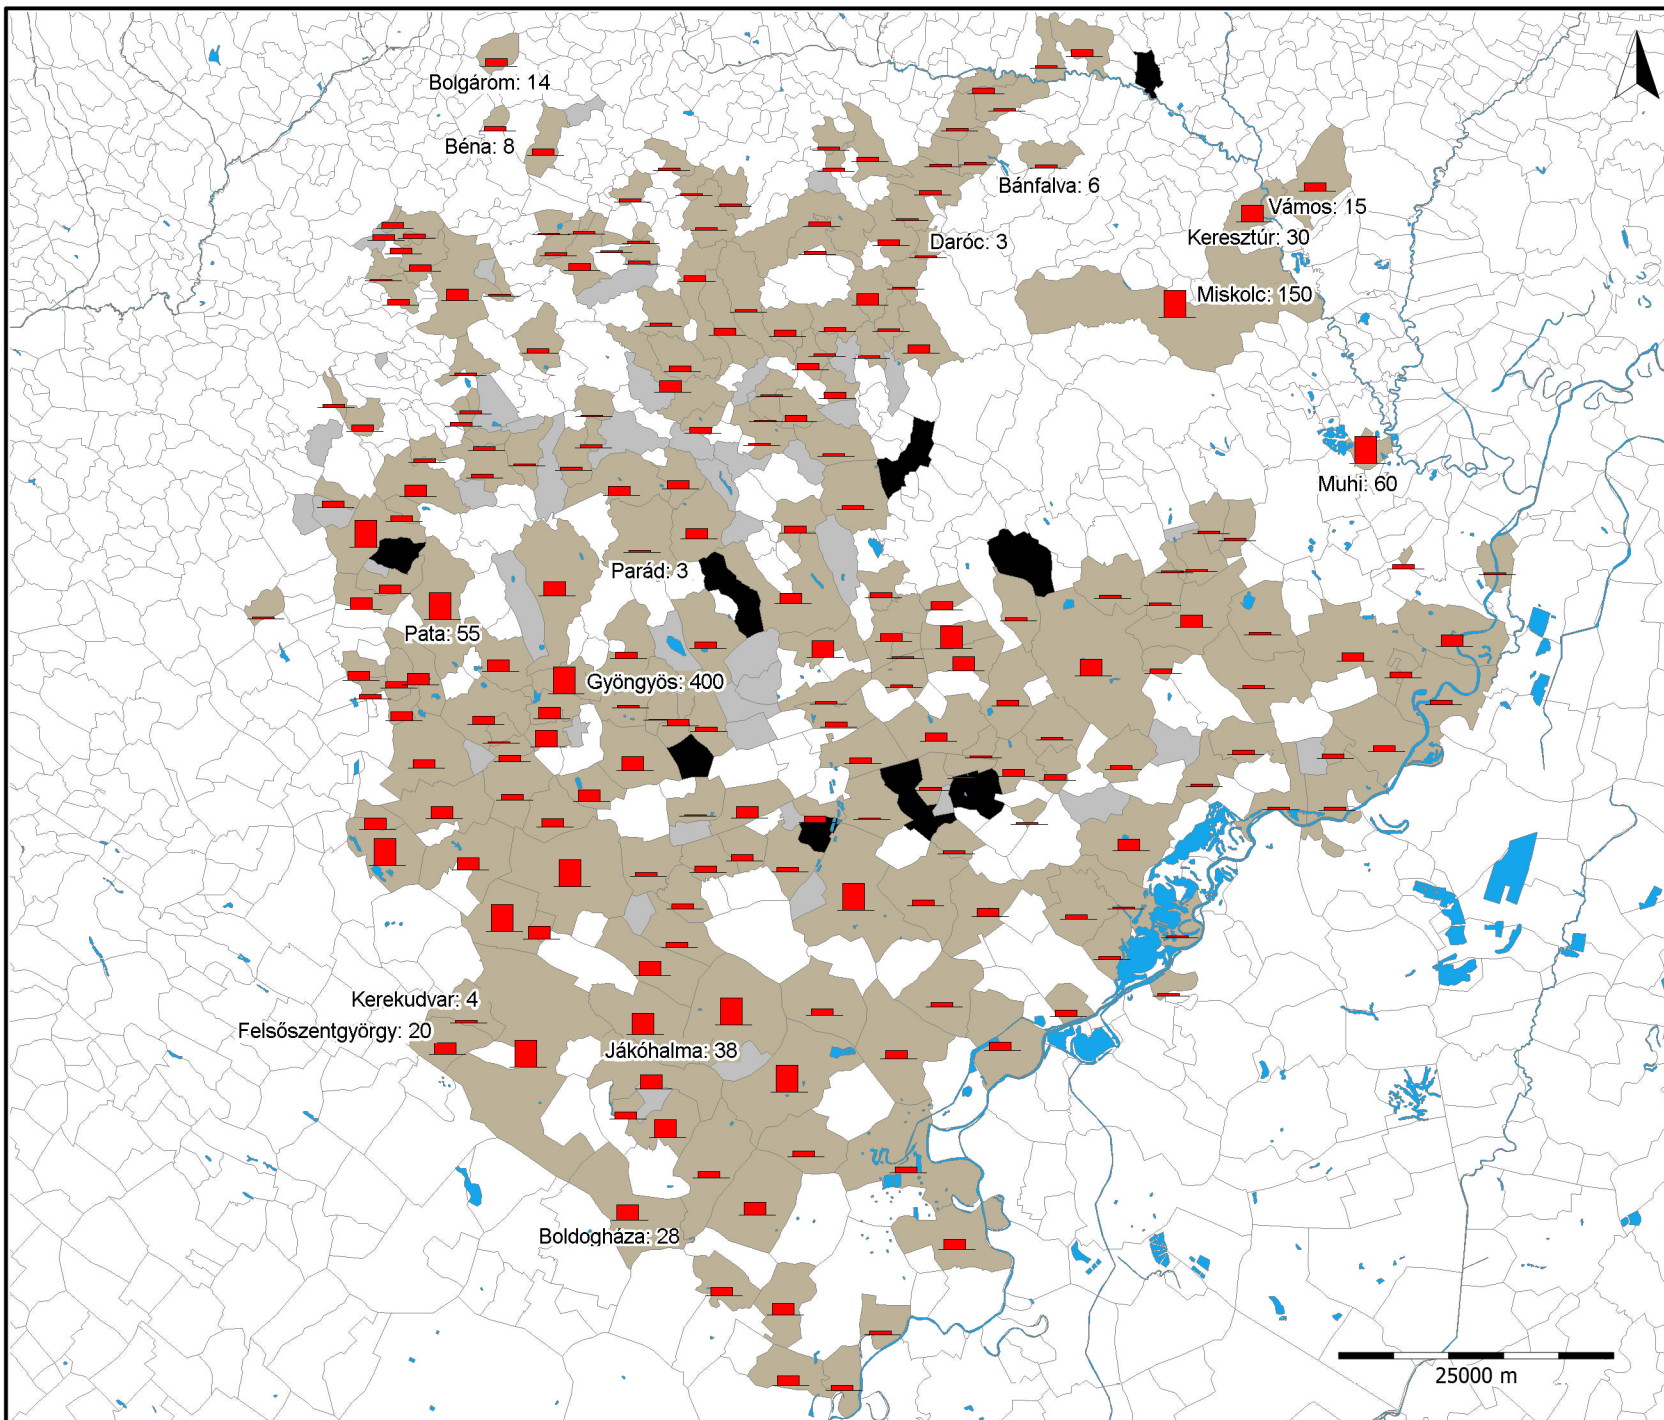 Bolgárom: 14
Béna: 8
Bánfalva: 6
Vámos: 15
Daróc: 3
Keresztúr: 30
Miskolc: 150
Muhi: 60
Parád: 3
Pata: 55
Gyöngyös: 400
Kerekudvar: 4
Felsőszentgyörgy: 20
Jákóhalma: 38
Boldogháza: 28
25000 m